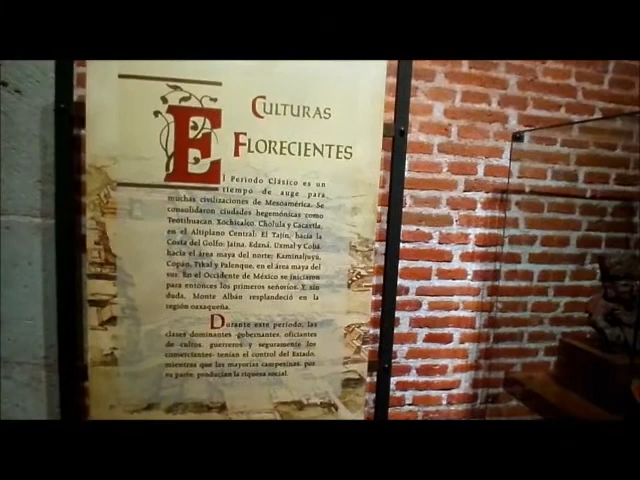 CULTURAS
FLORECIENTES
El Periodo Clásico es un
tiempo de auge para
muchas civilizaciones de Mesoamérica. Se
consolidaron ciudades hegemónicas como
Teotihuacan, Xochicalco, Cholula y Cacaxtla,
en el Altiplano Central; El Tajín, hacia la
Costa del Golfo; Jaina, Edzná, Uxmal y Cobá,
hacia el área maya del norte; Kaminaljuyú,
Copán, Tikal y Palenque, en el área maya del
sur. En el Occidente de México se iniciaron
para entonces los primeros señoríos. Y, sin
duda, Monte Albán resplandeció en la
región oaxaqueña.
Durante este periodo, las
clases dominantes -gobernantes, oficiantes
de cultos, guerreros y seguramente los
comerciantes- tenían el control del Estado,
mientras que las mayorías campesinas, por
su parte, producían la riqueza social.